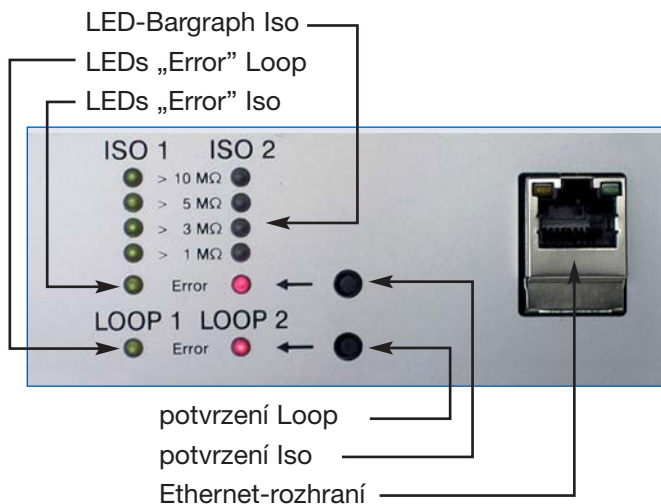 LED-Bargraph Iso
LEDs „Error” Loop
LEDs „Error” Iso
ISO 1 ISO 2
> 10 MΩ
> 5 MΩ
> 3 MΩ
> 1 MΩ
Error
LOOP 1 LOOP 2
Error
potvrzení Loop
potvrzení Iso
Ethernet-rozhraní